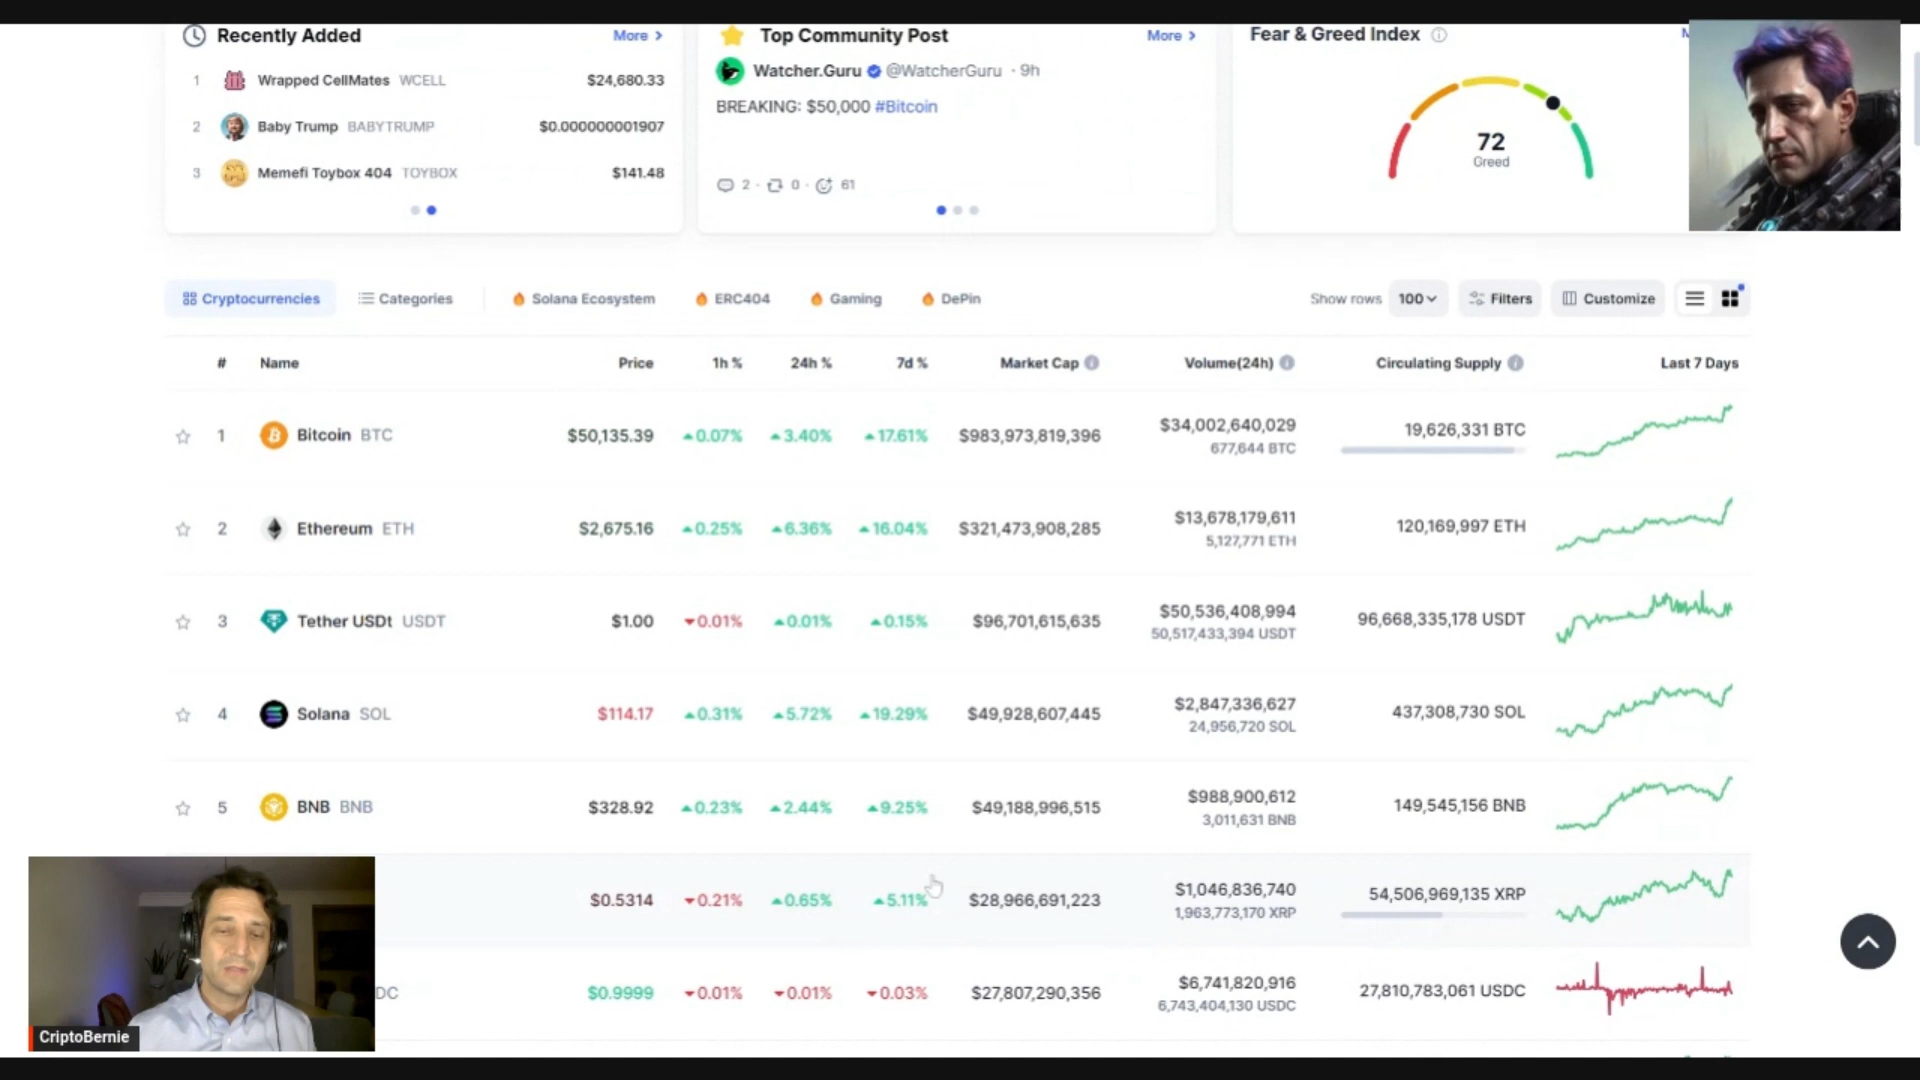 Recently Added
More >
1 Wrapped CellMates WCELL $24,680.33
2 Baby Trump BABYTRUMP $0.000000001907
3 Memefi Toybox 404 TOYBOX $141.48
Top Community Post
More >
Watcher.Guru @WatcherGuru · 9h
BREAKING: $50,000 #Bitcoin
2 · 0 · 61
Fear & Greed Index
72
Greed
Cryptocurrencies Categories Solana Ecosystem ERC404 Gaming DePin Show rows 100 Filters Customize
# Name Price 1h % 24h % 7d % Market Cap Volume(24h) Circulating Supply Last 7 Days
1 Bitcoin BTC $50,135.39 0.07% 3.40% 17.61% $983,973,819,396 $34,002,640,029 19,626,331 BTC
677,644 BTC
2 Ethereum ETH $2,675.16 0.25% 6.36% 16.04% $321,473,908,285 $13,678,179,611 120,169,997 ETH
5,127,771 ETH
3 Tether USDt USDT $1.00 0.01% 0.01% 0.15% $96,701,615,635 $50,536,408,994 96,668,335,178 USDT
50,517,433,394 USDT
4 Solana SOL $114.17 0.31% 5.72% 19.29% $49,928,607,445 $2,847,336,627 437,308,730 SOL
24,956,720 SOL
5 BNB BNB $328.92 0.23% 2.44% 9.25% $49,188,996,515 $988,900,612 149,545,156 BNB
3,011,631 BNB
$0.5314 0.21% 0.65% 5.11% $28,966,691,223 $1,046,836,740 54,506,969,135 XRP
1,963,773,170 XRP
DC $0.9999 0.01% 0.01% 0.03% $27,807,290,356 $6,741,820,916 27,810,783,061 USDC
6,743,404,130 USDC
CriptoBernie